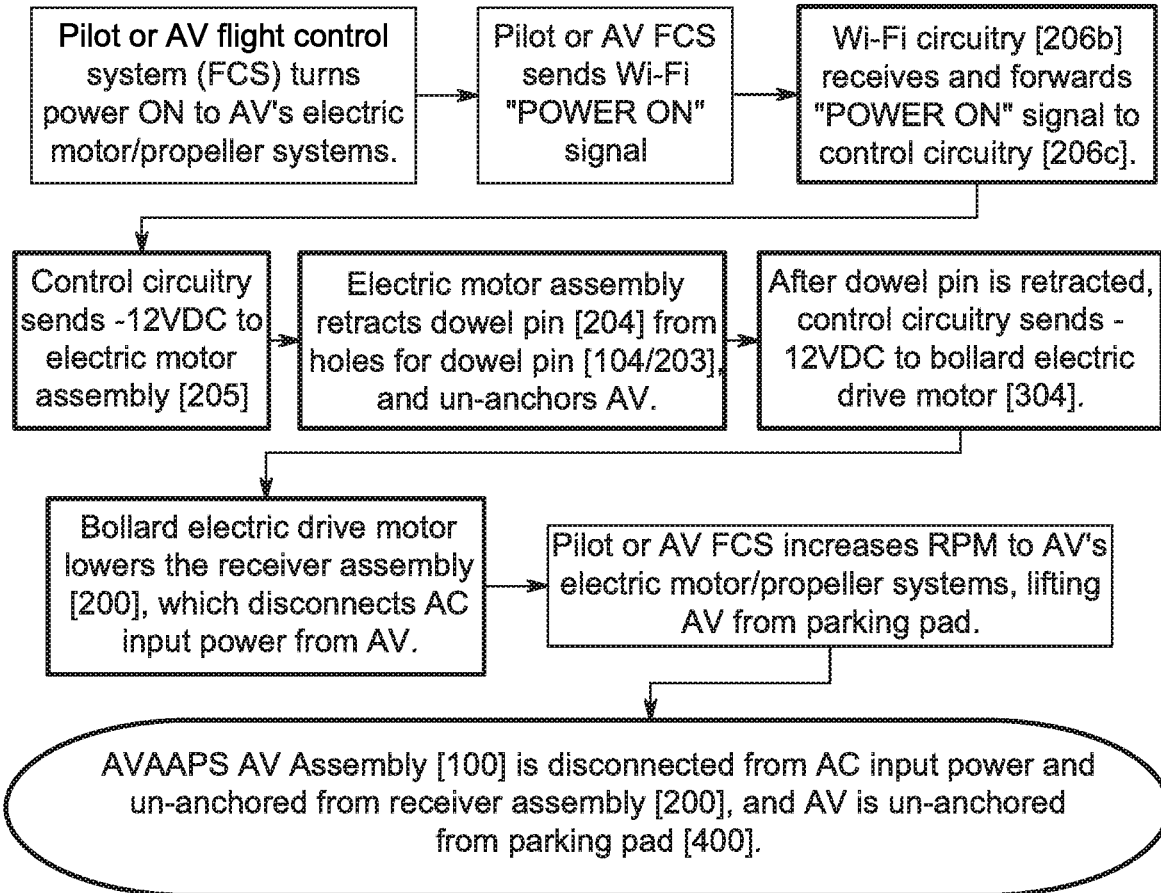 Pilot or AV flight control
system (FCS) turns
power ON to AV's electric
motor/propeller systems.
Pilot or AV FCS
sends Wi-Fi
"POWER ON"
signal
Wi-Fi circuitry [206b]
receives and forwards
"POWER ON" signal to
control circuitry [206c].
Control circuitry
sends -12VDC to
electric motor
assembly [205]
Electric motor assembly
retracts dowel pin [204] from
holes for dowel pin [104/203],
and un-anchors AV.
After dowel pin is retracted,
control circuitry sends -
12VDC to bollard electric
drive motor [304].
Bollard electric drive motor
lowers the receiver assembly
[200], which disconnects AC
input power from AV.
Pilot or AV FCS increases RPM to AV's
electric motor/propeller systems, lifting
AV from parking pad.
AVAAPS AV Assembly [100] is disconnected from AC input power and
un-anchored from receiver assembly [200], and AV is un-anchored
from parking pad [400].